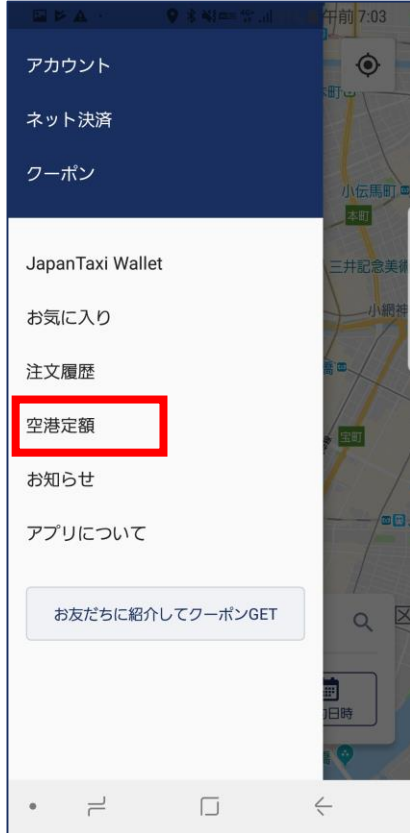 午前 7:03
アカウント
ネット決済
クーポン
JapanTaxi Wallet
お気に入り
注文履歴
空港定額
お知らせ
アプリについて
お友だちに紹介してクーポンGET
小伝馬町
本町
三井記念美術
小網神
宝町
日時